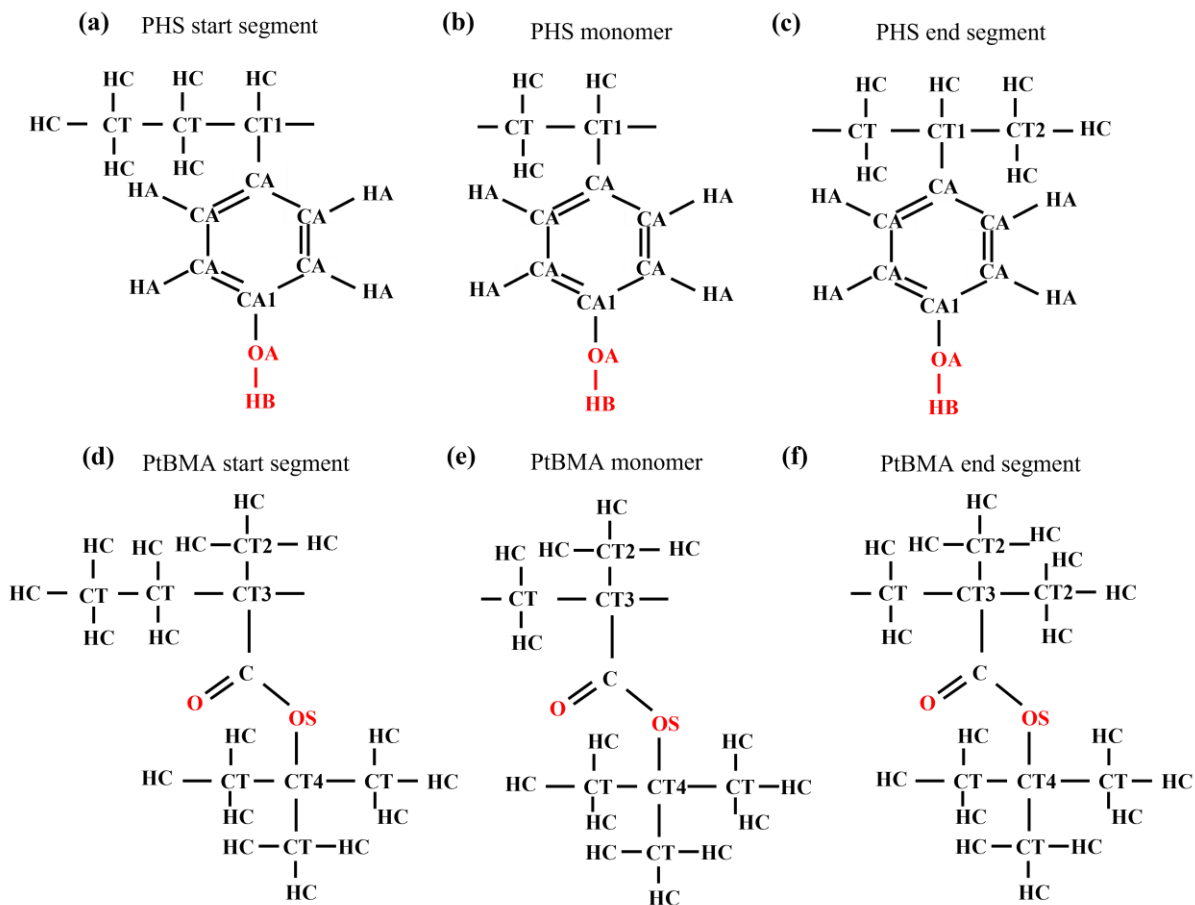 (a) PHS start segment
HC HC HC
HC CT CT CT1
HC HC
HA CA HA
CA CA
CA CA
HA CA1 HA
OA
HB
(b) PHS monomer
HC HC
CT CT1
HC
HA CA HA
CA CA
CA CA
HA CA1 HA
OA
HB
(c) PHS end segment
HC HC HC
CT CT1 CT2 HC
HC HC
HA CA HA
CA CA
CA CA
HA CA1 HA
OA
HB
(d) PtBMA start segment
HC
HC HC HC CT2 HC
HC CT CT CT3
HC HC
C
O
OS
HC HC
HC CT CT4 CT HC
HC HC
HC CT HC
HC
(e) PtBMA monomer
HC
HC HC CT2 HC
CT CT3
HC
C
O
OS
HC HC
HC CT CT4 CT HC
HC HC
HC CT HC
HC
(f) PtBMA end segment
HC
HC HC CT2 HC
HC
CT CT3 CT2 HC
HC HC
C
O
OS
HC HC
HC CT CT4 CT HC
HC HC
HC CT HC
HC